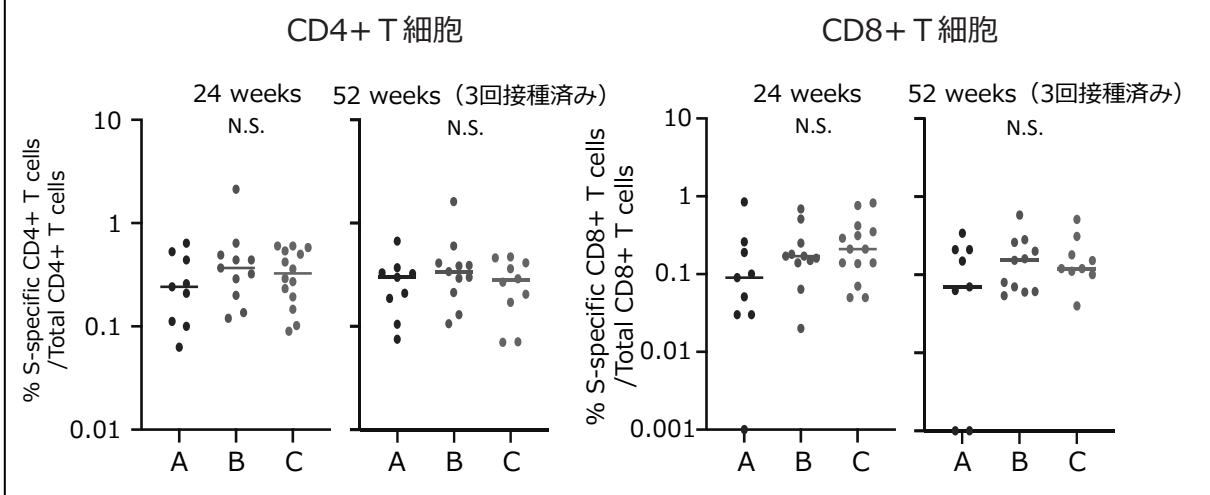 CD4+ T 細胞
24 weeks
52 weeks（3回接種済み）
N.S.
N.S.
% S-specific CD4+ T cells
/Total CD4+ T cells
10
1
0.1
0.01
A
B
C
A
B
C
CD8+ T 細胞
24 weeks
52 weeks（3回接種済み）
N.S.
N.S.
% S-specific CD8+ T cells
/Total CD8+ T cells
10
1
0.1
0.01
0.001
A
B
C
A
B
C